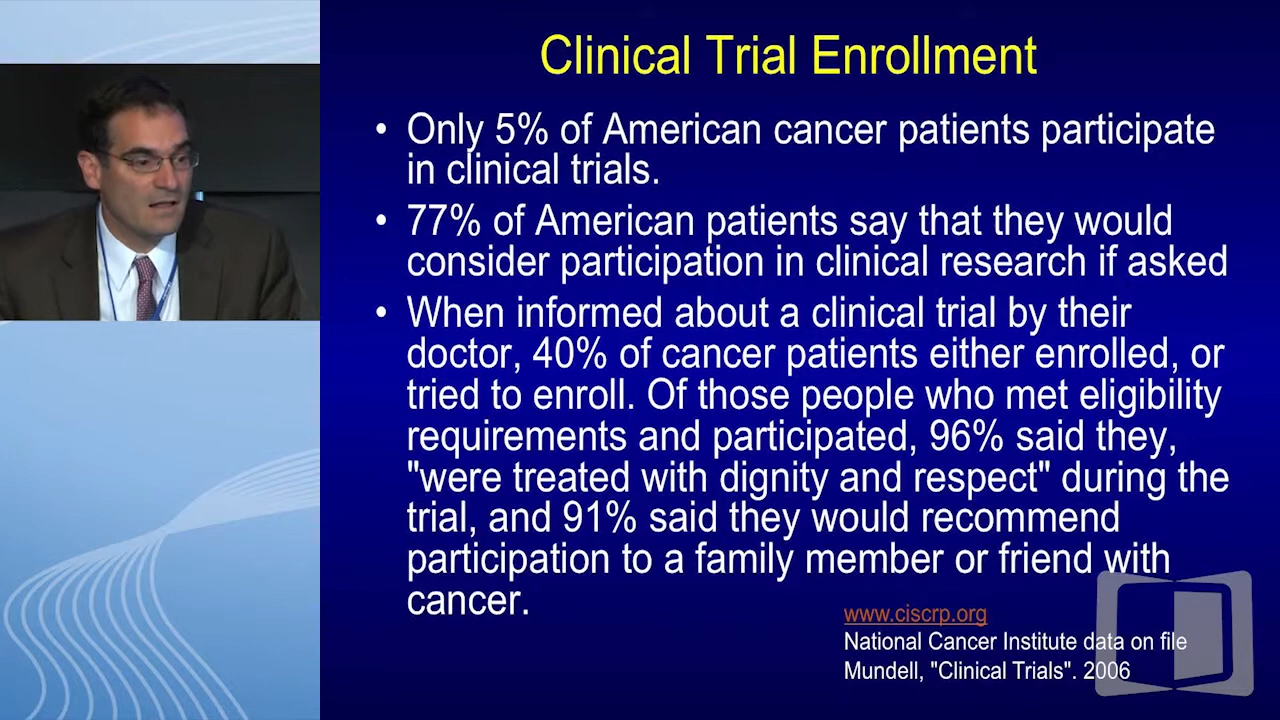 Clinical Trial Enrollment
• Only 5% of American cancer patients participate
in clinical trials.
• 77% of American patients say that they would
consider participation in clinical research if asked
• When informed about a clinical trial by their
doctor, 40% of cancer patients either enrolled, or
tried to enroll. Of those people who met eligibility
requirements and participated, 96% said they,
"were treated with dignity and respect" during the
trial, and 91% said they would recommend
participation to a family member or friend with
cancer.
www.ciscrp.org
National Cancer Institute data on file
Mundell, "Clinical Trials". 2006